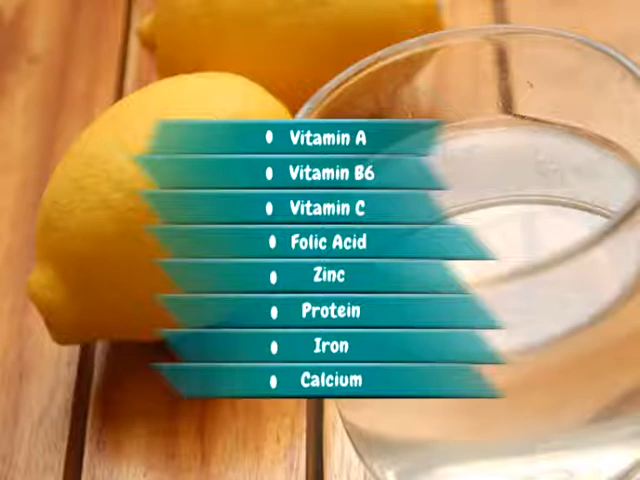 Vitamin A
Vitamin B6
Vitamin C
Folic Acid
Zinc
Protein
Iron
Calcium